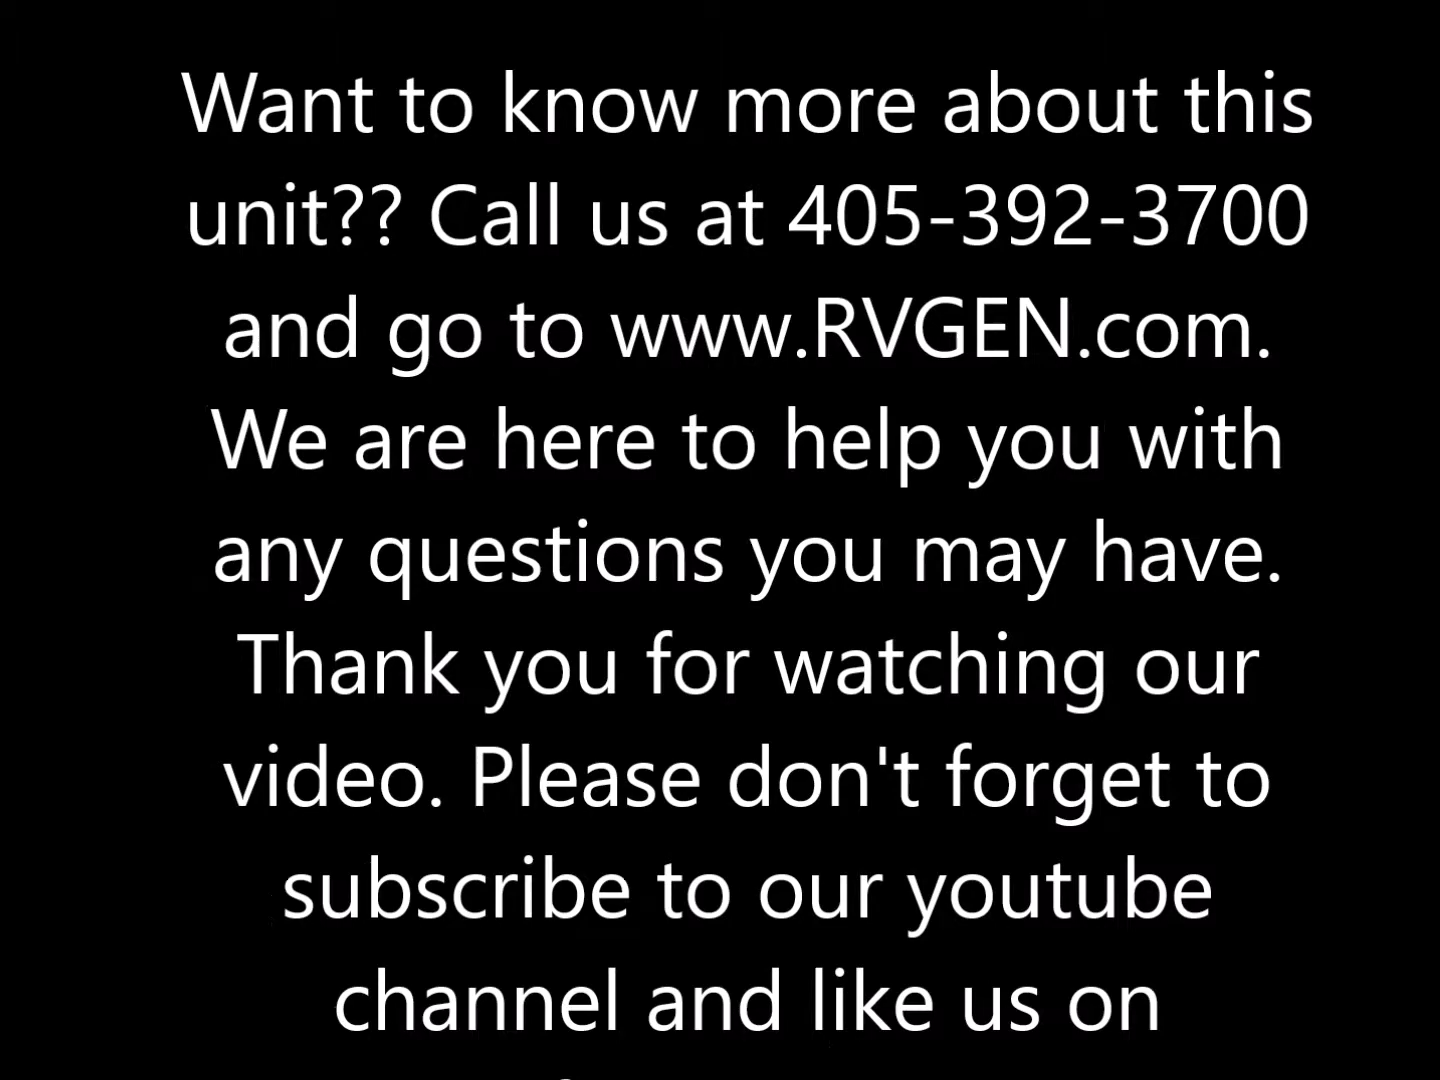 Want to know more about this
unit?? Call us at 405-392-3700
and go to www.RVGEN.com.
We are here to help you with
any questions you may have.
Thank you for watching our
video. Please don't forget to
subscribe to our youtube
channel and like us on